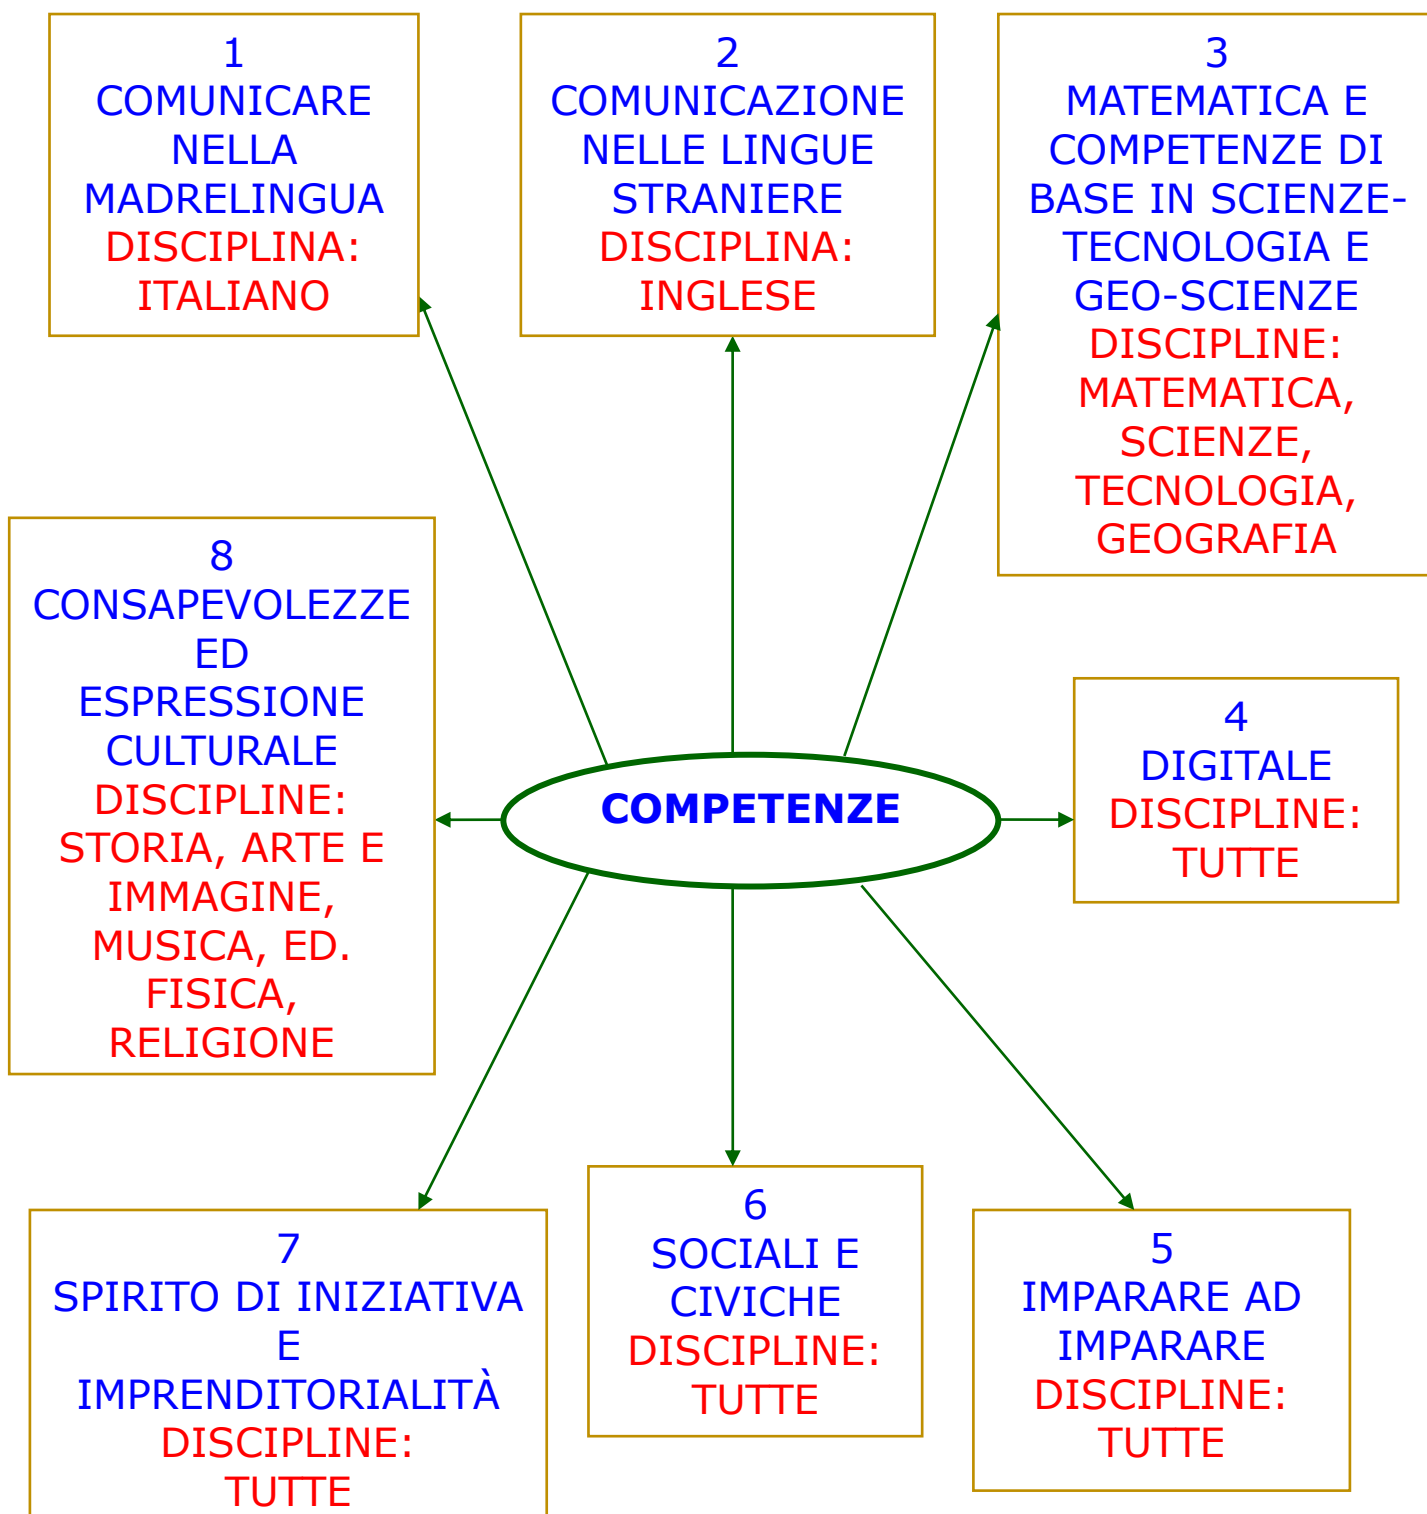 1
COMUNICARE
NELLA
MADRELINGUA
DISCIPLINA:
ITALIANO
2
COMUNICAZIONE
NELLE LINGUE
STRANIERE
DISCIPLINA:
INGLESE
3
MATEMATICA E
COMPETENZE DI
BASE IN SCIENZE-
TECNOLOGIA E
GEO-SCIENZE
DISCIPLINE:
MATEMATICA,
SCIENZE,
TECNOLOGIA,
GEOGRAFIA
8
CONSAPEVOLEZZE
ED
ESPRESSIONE
CULTURALE
DISCIPLINE:
STORIA, ARTE E
IMMAGINE,
MUSICA, ED.
FISICA,
RELIGIONE
COMPETENZE
4
DIGITALE
DISCIPLINE:
TUTTE
7
SPIRITO DI INIZIATIVA
E
IMPRENDITORIALITÀ
DISCIPLINE:
TUTTE
6
SOCIALI E
CIVICHE
DISCIPLINE:
TUTTE
5
IMPARARE AD
IMPARARE
DISCIPLINE:
TUTTE